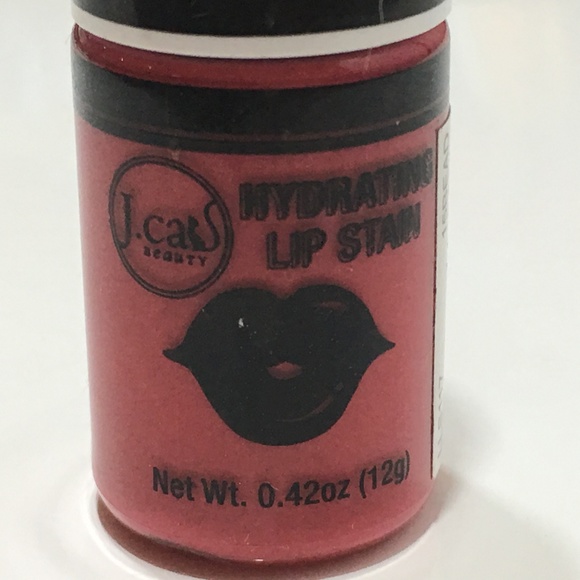 J.cat
BEAUTY
HYDRATING
LIP STAIN
Net Wt. 0.42oz (12g)